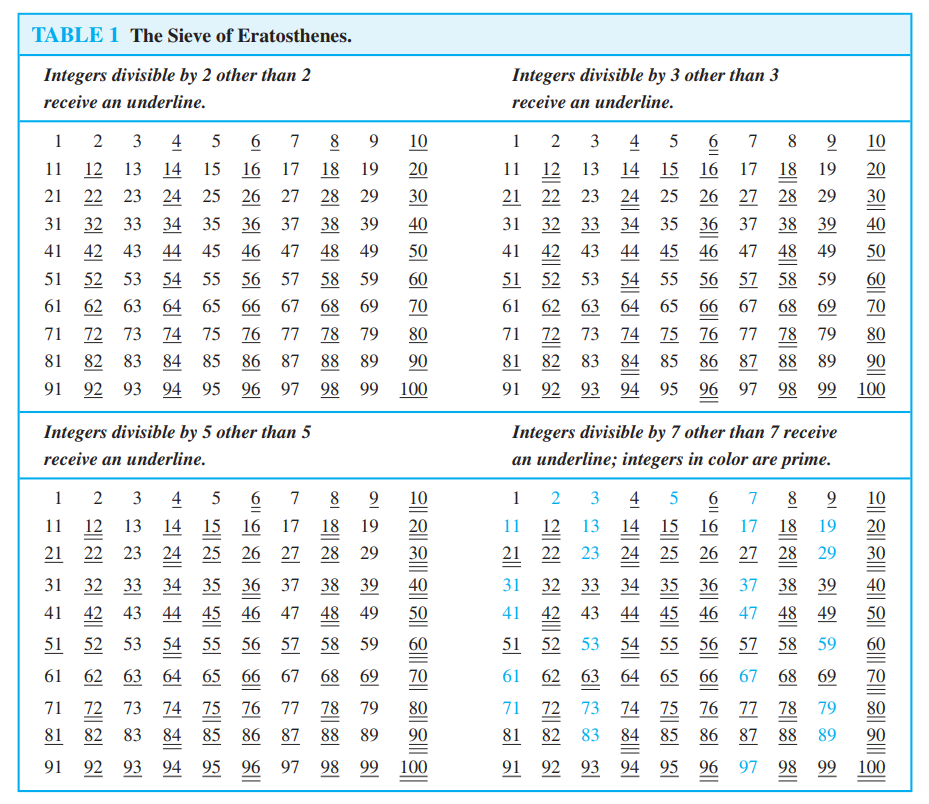 TABLE 1 The Sieve of Eratosthenes.
Integers divisible by 2 other than 2
receive an underline.
1 2 3 4 5 6 7 8 9 10
11 12 13 14 15 16 17 18 19 20
21 22 23 24 25 26 27 28 29 30
31 32 33 34 35 36 37 38 39 40
41 42 43 44 45 46 47 48 49 50
51 52 53 54 55 56 57 58 59 60
61 62 63 64 65 66 67 68 69 70
71 72 73 74 75 76 77 78 79 80
81 82 83 84 85 86 87 88 89 90
91 92 93 94 95 96 97 98 99 100
Integers divisible by 3 other than 3
receive an underline.
1 2 3 4 5 6 7 8 9 10
11 12 13 14 15 16 17 18 19 20
21 22 23 24 25 26 27 28 29 30
31 32 33 34 35 36 37 38 39 40
41 42 43 44 45 46 47 48 49 50
51 52 53 54 55 56 57 58 59 60
61 62 63 64 65 66 67 68 69 70
71 72 73 74 75 76 77 78 79 80
81 82 83 84 85 86 87 88 89 90
91 92 93 94 95 96 97 98 99 100
Integers divisible by 5 other than 5
receive an underline.
1 2 3 4 5 6 7 8 9 10
11 12 13 14 15 16 17 18 19 20
21 22 23 24 25 26 27 28 29 30
31 32 33 34 35 36 37 38 39 40
41 42 43 44 45 46 47 48 49 50
51 52 53 54 55 56 57 58 59 60
61 62 63 64 65 66 67 68 69 70
71 72 73 74 75 76 77 78 79 80
81 82 83 84 85 86 87 88 89 90
91 92 93 94 95 96 97 98 99 100
Integers divisible by 7 other than 7 receive
an underline; integers in color are prime.
1 2 3 4 5 6 7 8 9 10
11 12 13 14 15 16 17 18 19 20
21 22 23 24 25 26 27 28 29 30
31 32 33 34 35 36 37 38 39 40
41 42 43 44 45 46 47 48 49 50
51 52 53 54 55 56 57 58 59 60
61 62 63 64 65 66 67 68 69 70
71 72 73 74 75 76 77 78 79 80
81 82 83 84 85 86 87 88 89 90
91 92 93 94 95 96 97 98 99 100